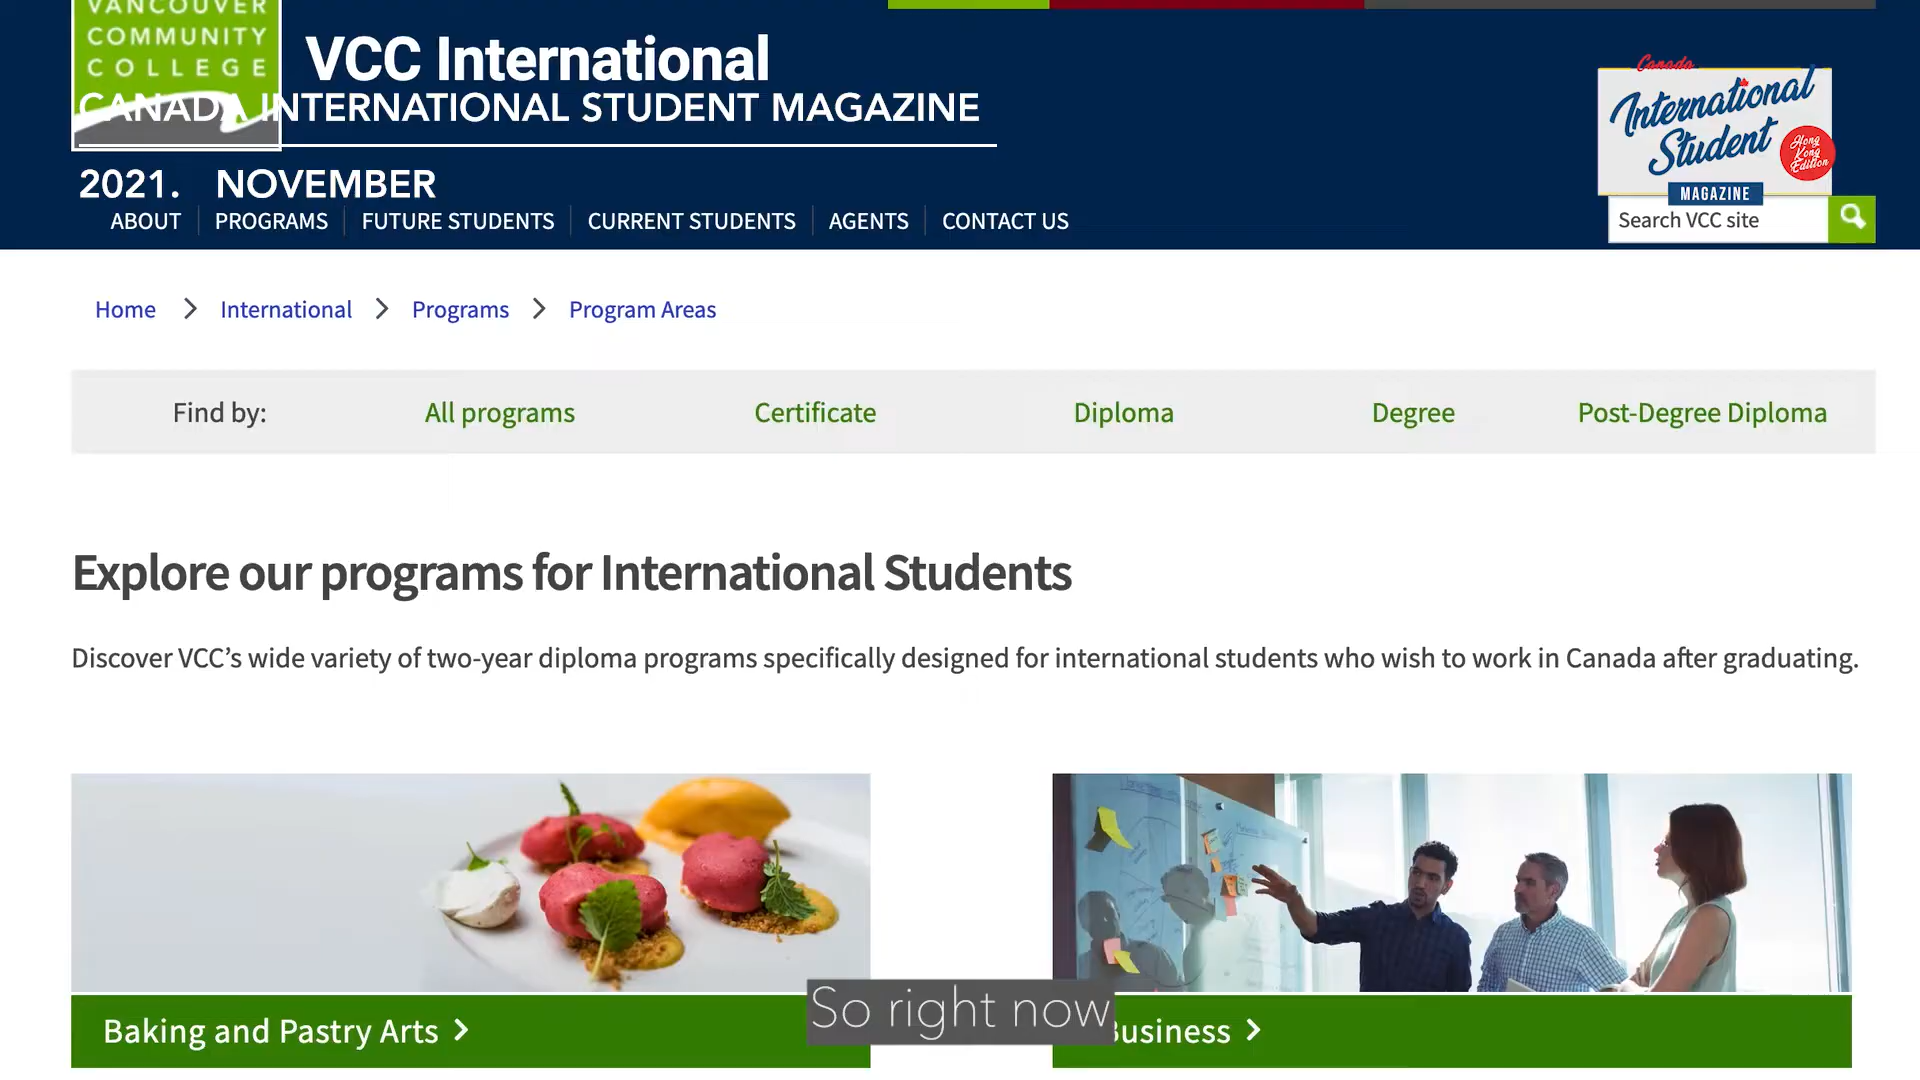 VANCOUVER
COMMUNITY
COLLEGE
VCC International
CANADA INTERNATIONAL STUDENT MAGAZINE
2021. NOVEMBER
Canada
International
Student
Hong
Kong
Edition
MAGAZINE
ABOUT PROGRAMS FUTURE STUDENTS CURRENT STUDENTS AGENTS CONTACT US
Search VCC site
Home > International > Programs > Program Areas
Find by: All programs Certificate Diploma Degree Post-Degree Diploma
Explore our programs for International Students
Discover VCC’s wide variety of two-year diploma programs specifically designed for international students who wish to work in Canada after graduating.
Baking and Pastry Arts >
So right now
Business >